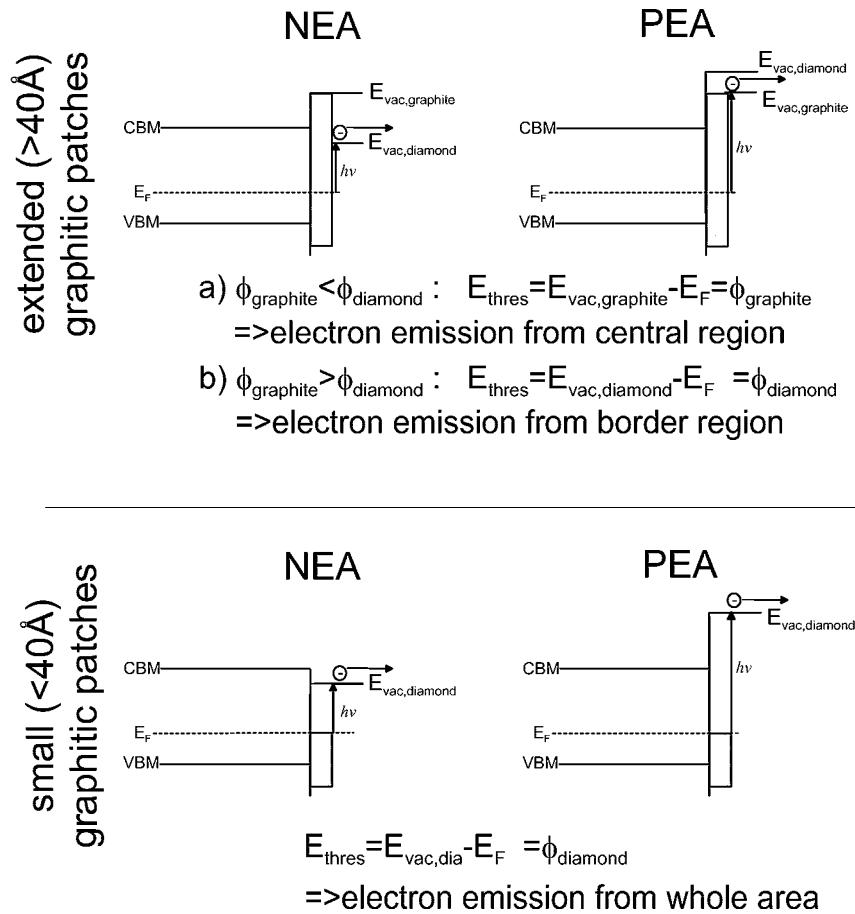 NEA
PEA
extended (>40Å)
graphitic patches
E_vac,graphite
CBM
-
E_vac,diamond
hν
E_F
VBM
E_vac,diamond
-
E_vac,graphite
CBM
hν
E_F
VBM
a) ϕ_graphite<ϕ_diamond : E_thres=E_vac,graphite-E_F=ϕ_graphite
=>electron emission from central region
b) ϕ_graphite>ϕ_diamond : E_thres=E_vac,diamond-E_F =ϕ_diamond
=>electron emission from border region
NEA
PEA
small (<40Å)
graphitic patches
CBM
-
E_vac,diamond
hν
E_F
VBM
-
E_vac,diamond
CBM
hν
E_F
VBM
E_thres=E_vac,dia-E_F =ϕ_diamond
=>electron emission from whole area